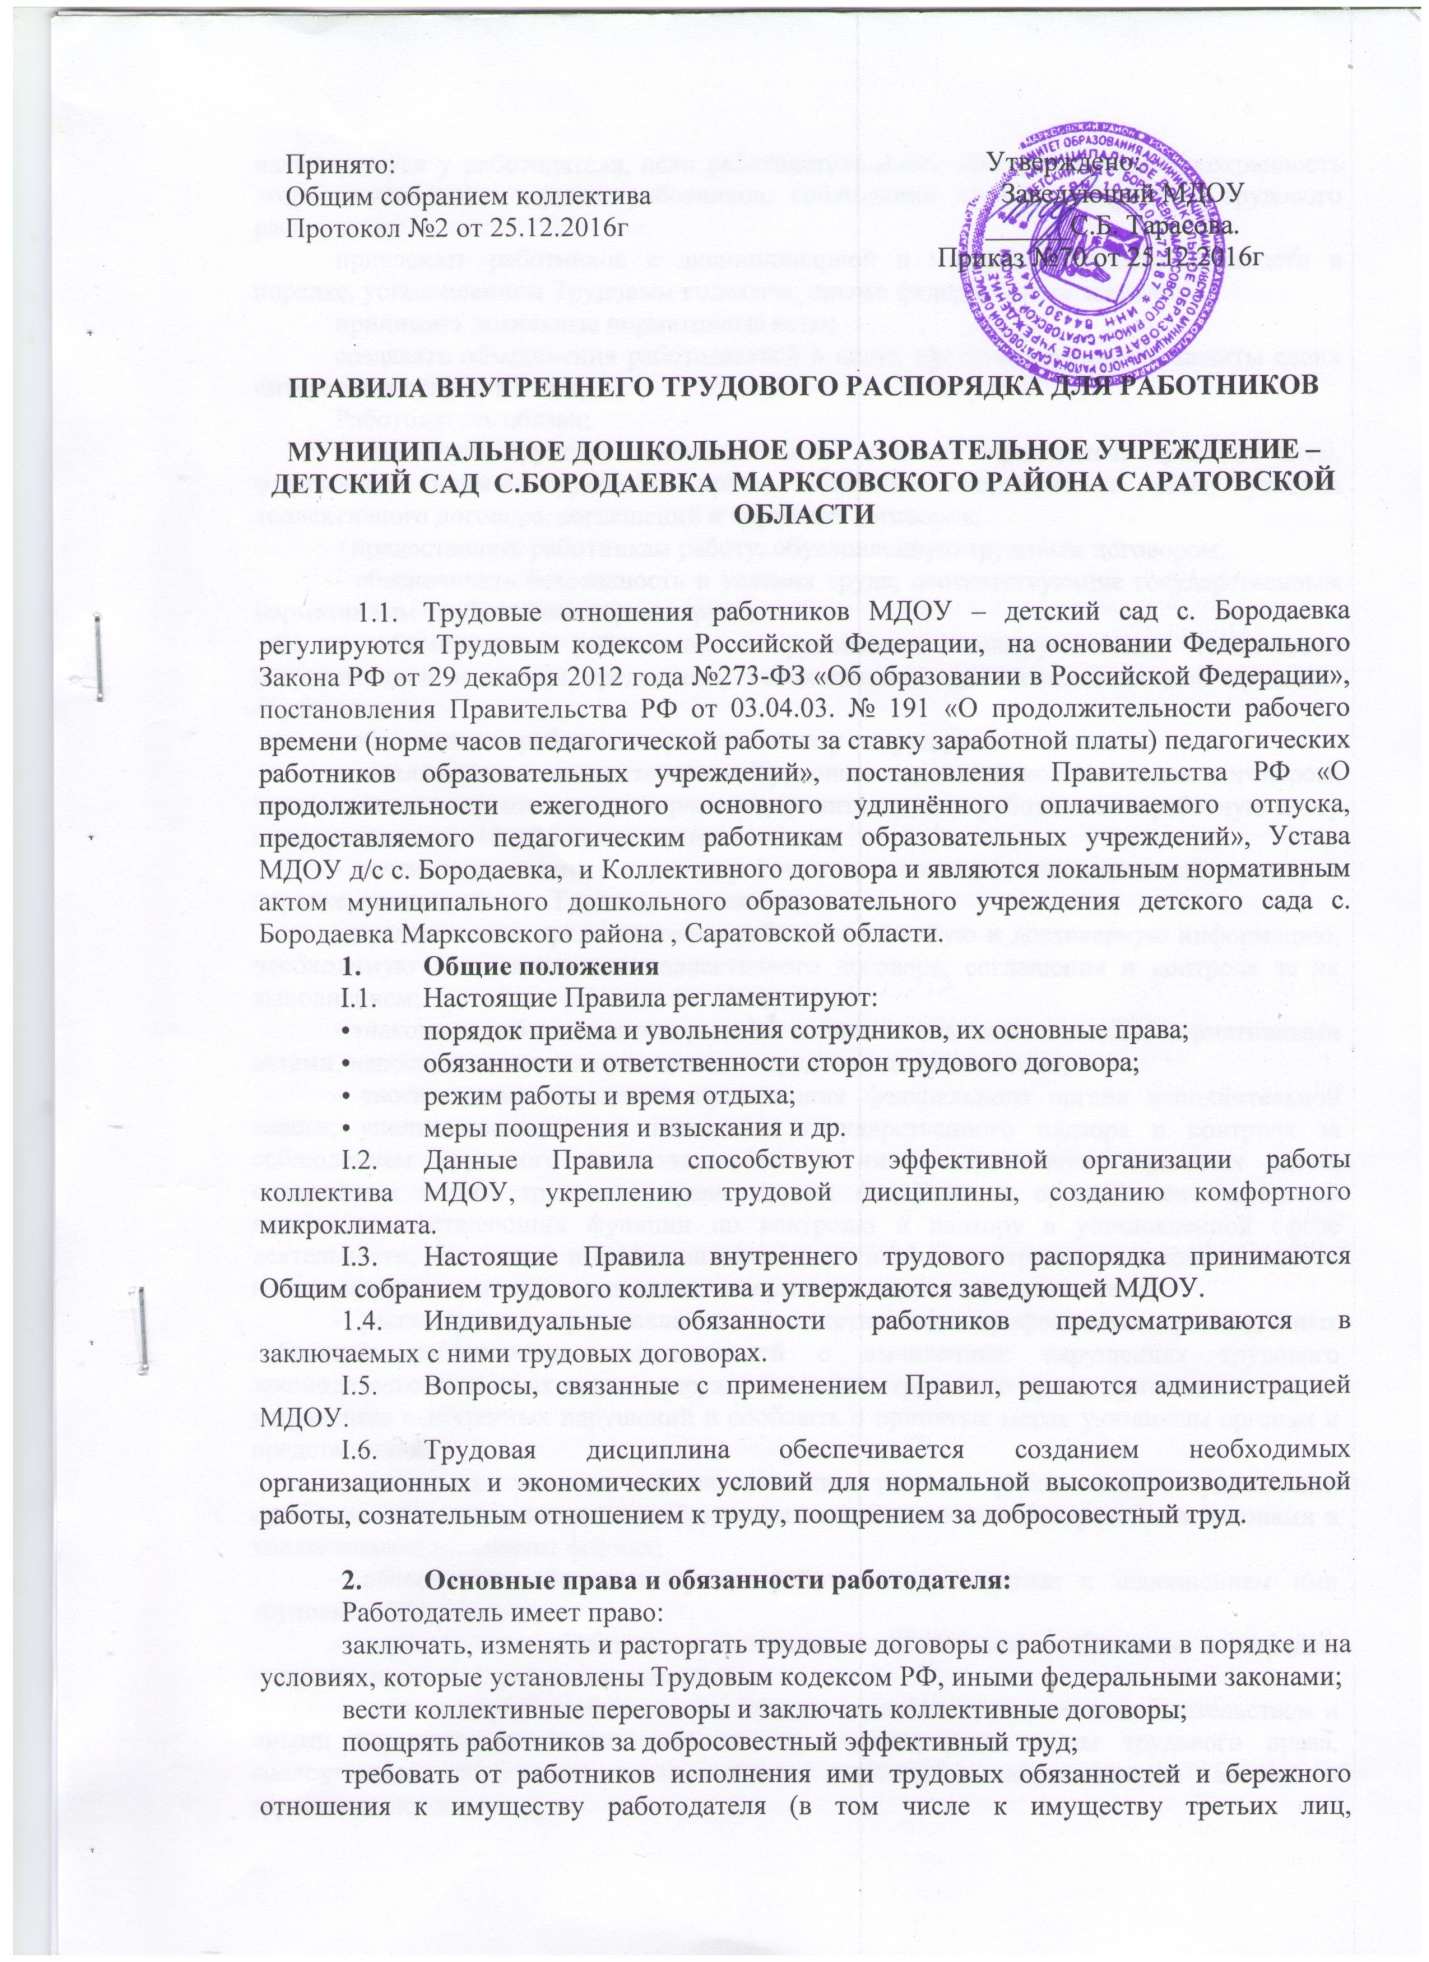 Принято:
Общим собранием коллектива
Протокол №2 от 25.12.2016г
Утверждено:
Заведующий МДОУ
С.Б. Тарасова.
Приказ №70 от 25.12.2016г
ПРАВИЛА ВНУТРЕННЕГО ТРУДОВОГО РАСПОРЯДКА ДЛЯ РАБОТНИКОВ
МУНИЦИПАЛЬНОЕ ДОШКОЛЬНОЕ ОБРАЗОВАТЕЛЬНОЕ УЧРЕЖДЕНИЕ –
ДЕТСКИЙ САД С.БОРОДАЕВКА МАРКСОВСКОГО РАЙОНА САРАТОВСКОЙ
ОБЛАСТИ
1.1. Трудовые отношения работников МДОУ – детский сад с. Бородаевка
регулируются Трудовым кодексом Российской Федерации, на основании Федерального
Закона РФ от 29 декабря 2012 года №273-ФЗ «Об образовании в Российской Федерации»,
постановления Правительства РФ от 03.04.03. № 191 «О продолжительности рабочего
времени (норме часов педагогической работы за ставку заработной платы) педагогических
работников образовательных учреждений», постановления Правительства РФ «О
продолжительности ежегодного основного удлинённого оплачиваемого отпуска,
предоставляемого педагогическим работникам образовательных учреждений», Устава
МДОУ д/с с. Бородаевка, и Коллективного договора и являются локальным нормативным
актом муниципального дошкольного образовательного учреждения детского сада с.
Бородаевка Марксовского района , Саратовской области.
1. Общие положения
I.1. Настоящие Правила регламентируют:
• порядок приёма и увольнения сотрудников, их основные права;
• обязанности и ответственности сторон трудового договора;
• режим работы и время отдыха;
• меры поощрения и взыскания и др.
I.2. Данные Правила способствуют эффективной организации работы
коллектива МДОУ, укреплению трудовой дисциплины, созданию комфортного
микроклимата.
I.3. Настоящие Правила внутреннего трудового распорядка принимаются
Общим собранием трудового коллектива и утверждаются заведующей МДОУ.
1.4. Индивидуальные обязанности работников предусматриваются в
заключаемых с ними трудовых договорах.
I.5. Вопросы, связанные с применением Правил, решаются администрацией
МДОУ.
I.6. Трудовая дисциплина обеспечивается созданием необходимых
организационных и экономических условий для нормальной высокопроизводительной
работы, сознательным отношением к труду, поощрением за добросовестный труд.
2. Основные права и обязанности работодателя:
Работодатель имеет право:
заключать, изменять и расторгать трудовые договоры с работниками в порядке и на
условиях, которые установлены Трудовым кодексом РФ, иными федеральными законами;
вести коллективные переговоры и заключать коллективные договоры;
поощрять работников за добросовестный эффективный труд;
требовать от работников исполнения ими трудовых обязанностей и бережного
отношения к имуществу работодателя (в том числе к имуществу третьих лиц,